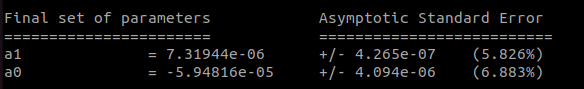 Final set of parameters            Asymptotic Standard Error
=======================            ==========================
a1              = 7.31944e-06      +/- 4.265e-07    (5.826%)
a0              = -5.94816e-05     +/- 4.094e-06    (6.883%)